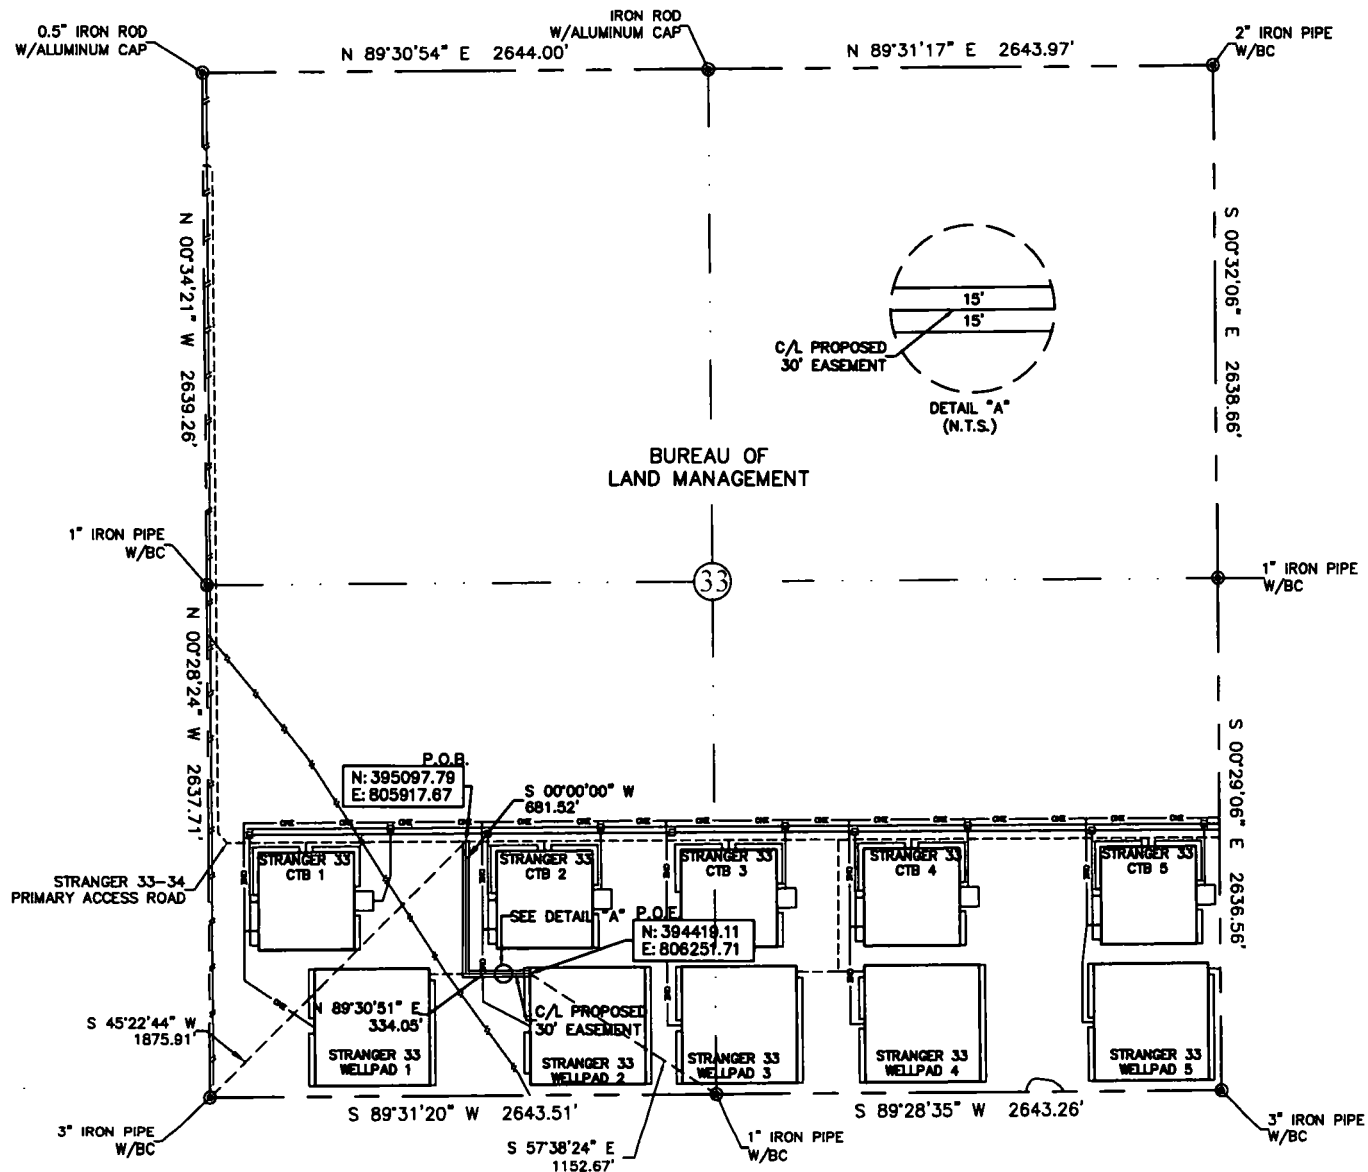 0.5" IRON ROD
W/ALUMINUM CAP
N 89°30'54" E 2644.00'
IRON ROD
W/ALUMINUM CAP
N 89°31'17" E 2643.97'
2" IRON PIPE
W/BC
N 00°34'21" W 2639.26'
S 00°32'06" E 2638.66'
15'
15'
C/L PROPOSED
30' EASEMENT
DETAIL "A"
(N.T.S.)
BUREAU OF
LAND MANAGEMENT
1" IRON PIPE
W/BC
33
1" IRON PIPE
W/BC
N 00°28'24" W 2637.71'
S 00°29'06" E 2636.56'
P.O.B.
N: 395097.79
E: 805917.67
S 00°00'00" W
681.52'
STRANGER 33-34
PRIMARY ACCESS ROAD
STRANGER 33
CTB 1
STRANGER 33
CTB 2
STRANGER 33
CTB 3
STRANGER 33
CTB 4
STRANGER 33
CTB 5
SEE DETAIL "A"
P.O.E.
N: 394419.11
E: 806251.71
N 89°30'51" E
334.05'
C/L PROPOSED
30' EASEMENT
S 45°22'44" W
1875.91'
STRANGER 33
WELLPAD 1
STRANGER 33
WELLPAD 2
STRANGER 33
WELLPAD 3
STRANGER 33
WELLPAD 4
STRANGER 33
WELLPAD 5
S 89°31'20" W 2643.51'
S 89°28'35" W 2643.26'
3" IRON PIPE
W/BC
S 57°38'24" E
1152.67'
1" IRON PIPE
W/BC
3" IRON PIPE
W/BC